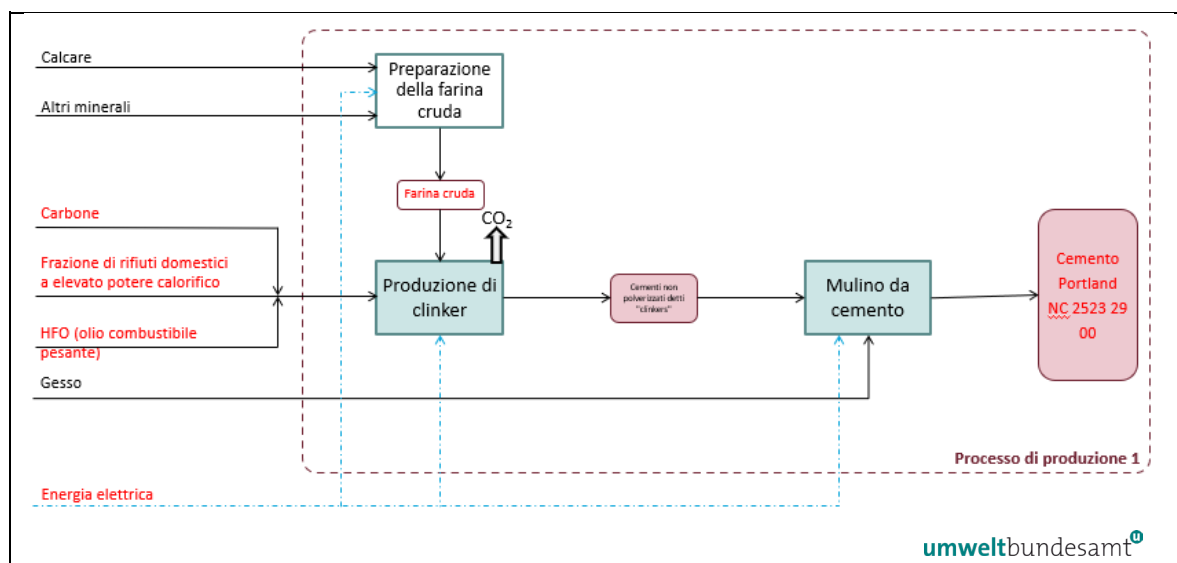 Calcare
Altri minerali
Preparazione
della farina
cruda
Farina cruda
CO₂
Carbone
Frazione di rifiuti domestici
a elevato potere calorifico
HFO (olio combustibile
pesante)
Gesso
Produzione di
clinker
Cementi non
polverizzati detti
"clinkers"
Mulino da
cemento
Cemento
Portland
NC 2523 29
00
Processo di produzione 1
Energia elettrica
umweltbundesamt
u